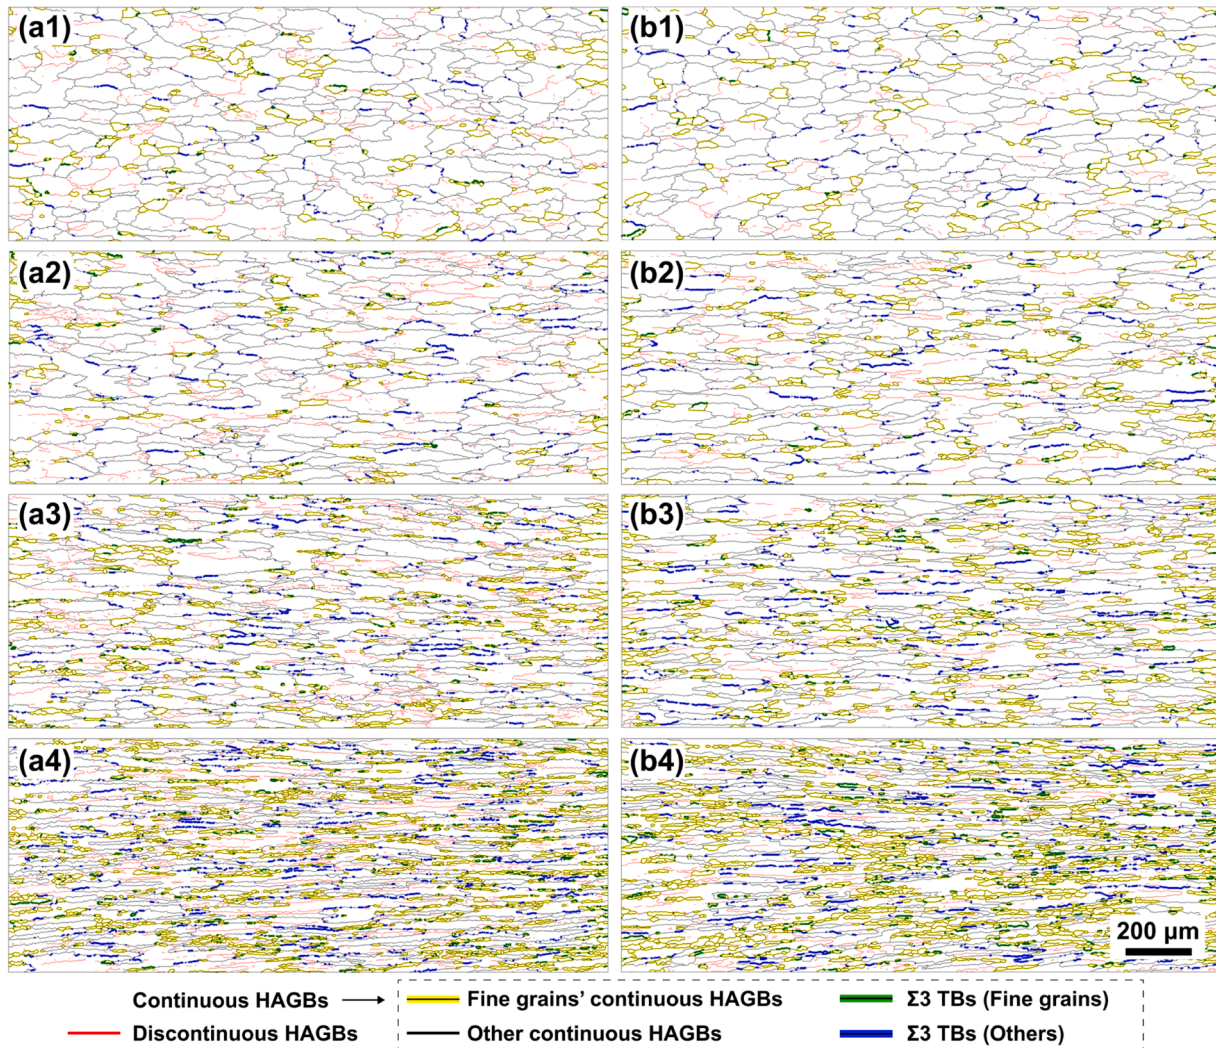 (a1)
(b1)
(a2)
(b2)
(a3)
(b3)
(a4)
(b4)
200 μm
Continuous HAGBs
Fine grains' continuous HAGBs
Σ3 TBs (Fine grains)
Discontinuous HAGBs
Other continuous HAGBs
Σ3 TBs (Others)